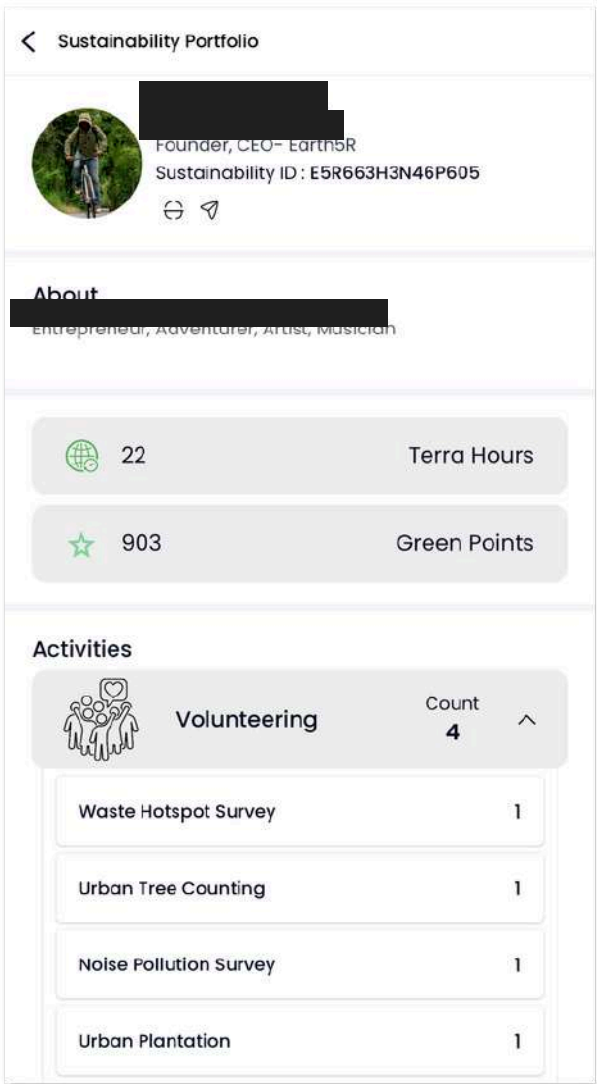 Sustainability Portfolio
Founder, CEO- Earth5R
Sustainability ID : E5R663H3N46P605
About
Entrepreneur, Adventurer, Artist, Musician
22 Terra Hours
903 Green Points
Activities
Volunteering Count 4
Waste Hotspot Survey 1
Urban Tree Counting 1
Noise Pollution Survey 1
Urban Plantation 1